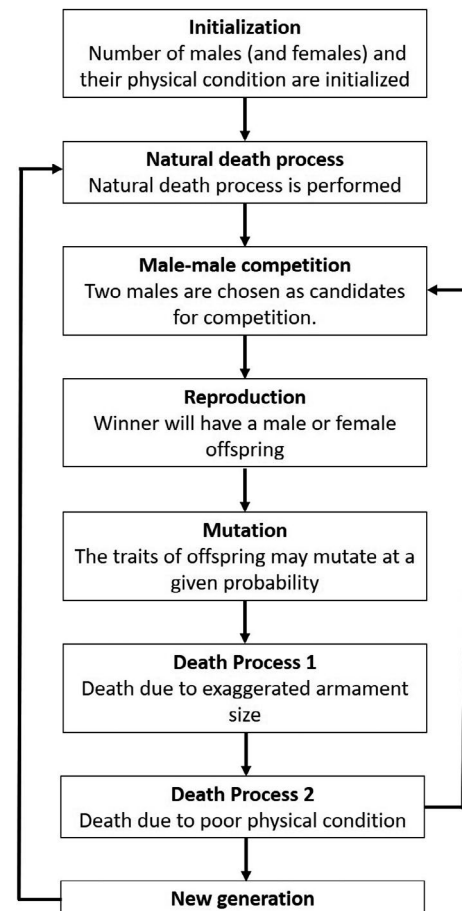 Initialization
Number of males (and females) and
their physical condition are initialized
Natural death process
Natural death process is performed
Male-male competition
Two males are chosen as candidates
for competition.
Reproduction
Winner will have a male or female
offspring
Mutation
The traits of offspring may mutate at a
given probability
Death Process 1
Death due to exaggerated armament
size
Death Process 2
Death due to poor physical condition
New generation